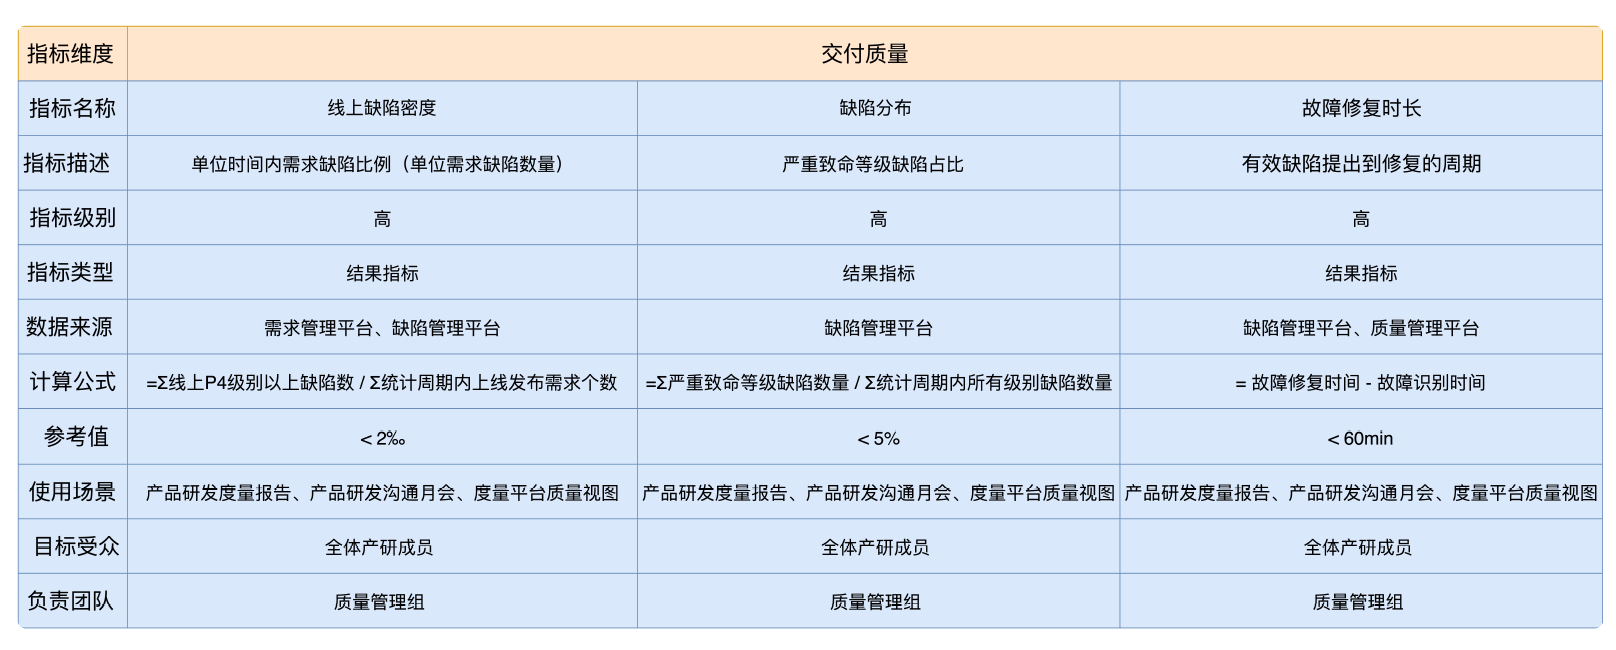 指标维度 交付质量
指标名称 线上缺陷密度 缺陷分布 故障修复时长
指标描述 单位时间内需求缺陷比例（单位需求缺陷数量） 严重致命等级缺陷占比 有效缺陷提出到修复的周期
指标级别 高 高 高
指标类型 结果指标 结果指标 结果指标
数据来源 需求管理平台、缺陷管理平台 缺陷管理平台 缺陷管理平台、质量管理平台
计算公式 =Σ线上P4级别以上缺陷数 / Σ统计周期内上线发布需求个数 =Σ严重致命等级缺陷数量 / Σ统计周期内所有级别缺陷数量 = 故障修复时间 - 故障识别时间
参考值 < 2‰ < 5% < 60min
使用场景 产品研发度量报告、产品研发沟通月会、度量平台质量视图 产品研发度量报告、产品研发沟通月会、度量平台质量视图 产品研发度量报告、产品研发沟通月会、度量平台质量视图
目标受众 全体产研成员 全体产研成员 全体产研成员
负责团队 质量管理组 质量管理组 质量管理组